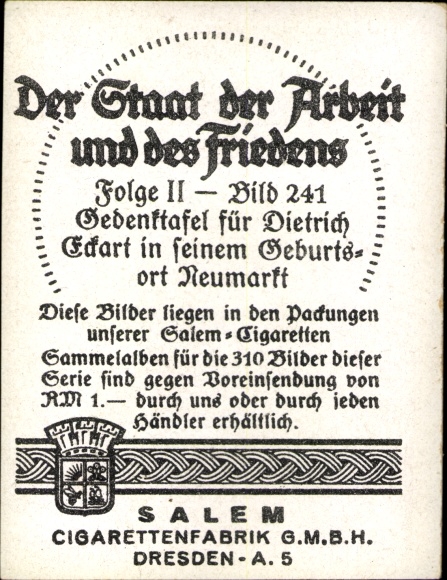 Der Staat der Arbeit
und des Friedens
Folge II — Bild 241
Gedenktafel für Dietrich
Eckart in seinem Geburts-
ort Neumarkt
Diese Bilder liegen in den Packungen
unserer Salem-Cigaretten
Sammelalben für die 310 Bilder dieser
Serie sind gegen Voreinsendung von
RM 1.— durch uns oder durch jeden
Händler erhältlich.
SALEM
CIGARETTENFABRIK G.M.B.H.
DRESDEN-A. 5